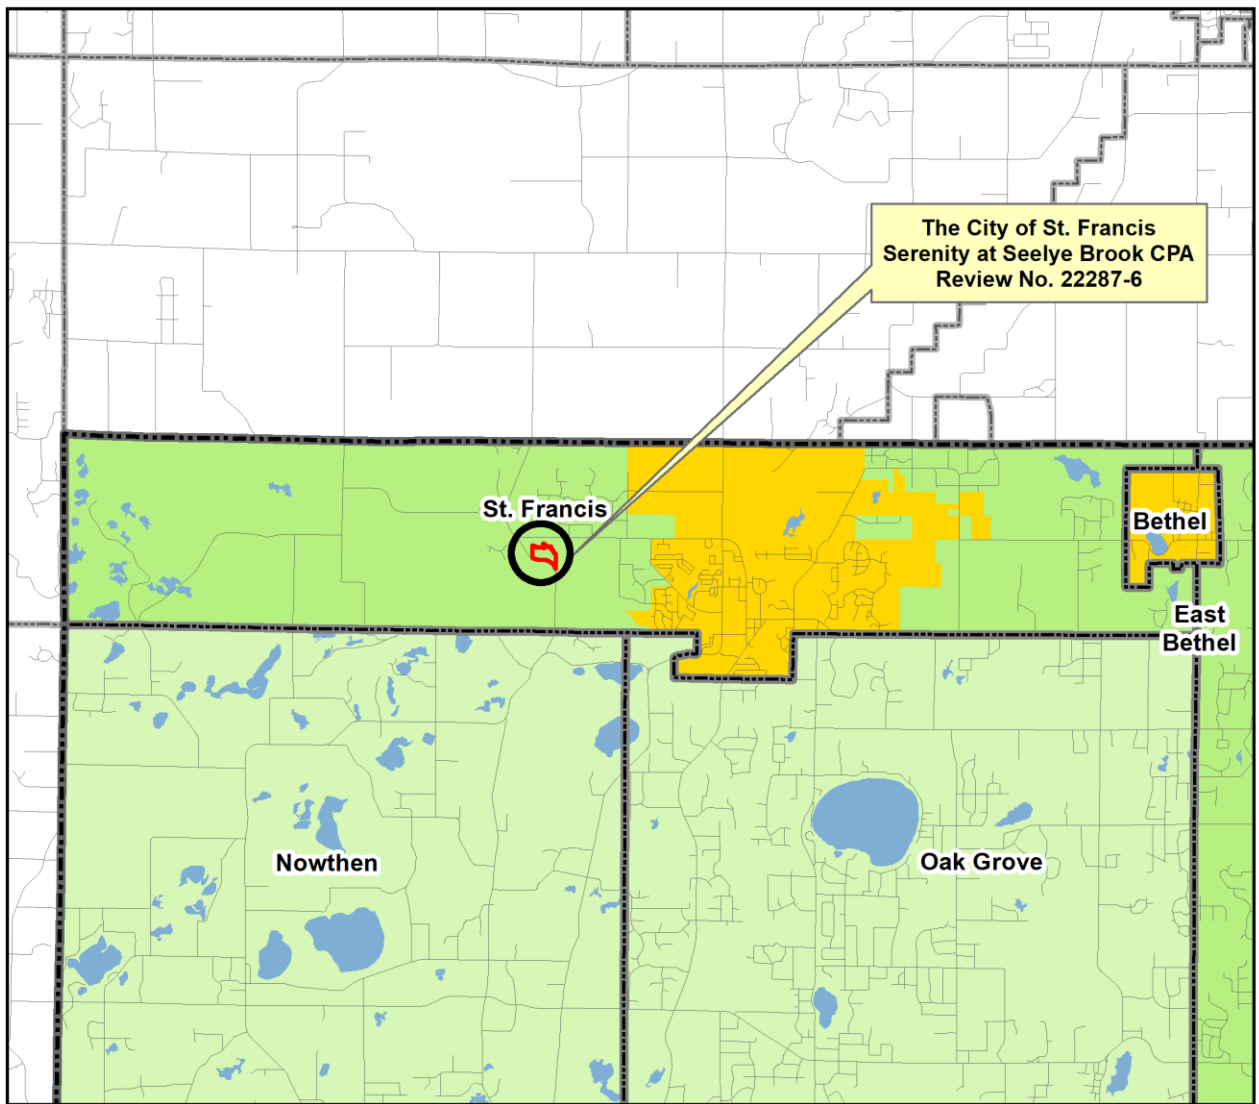 The City of St. Francis
Serenity at Seelye Brook CPA
Review No. 22287-6
St. Francis
Bethel
East
Bethel
Nowthen
Oak Grove